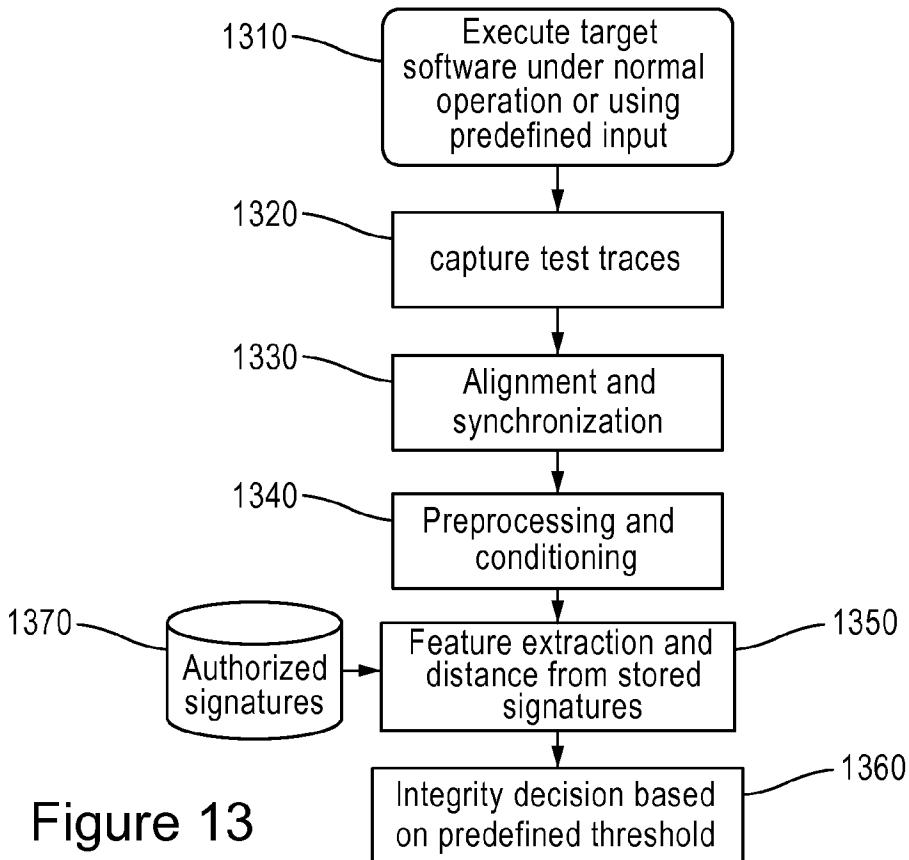 1310
Execute target
software under normal
operation or using
predefined input
1320
capture test traces
1330
Alignment and
synchronization
1340
Preprocessing and
conditioning
1370
Authorized
signatures
Feature extraction and
distance from stored
signatures
1350
Integrity decision based
on predefined threshold
1360
Figure 13